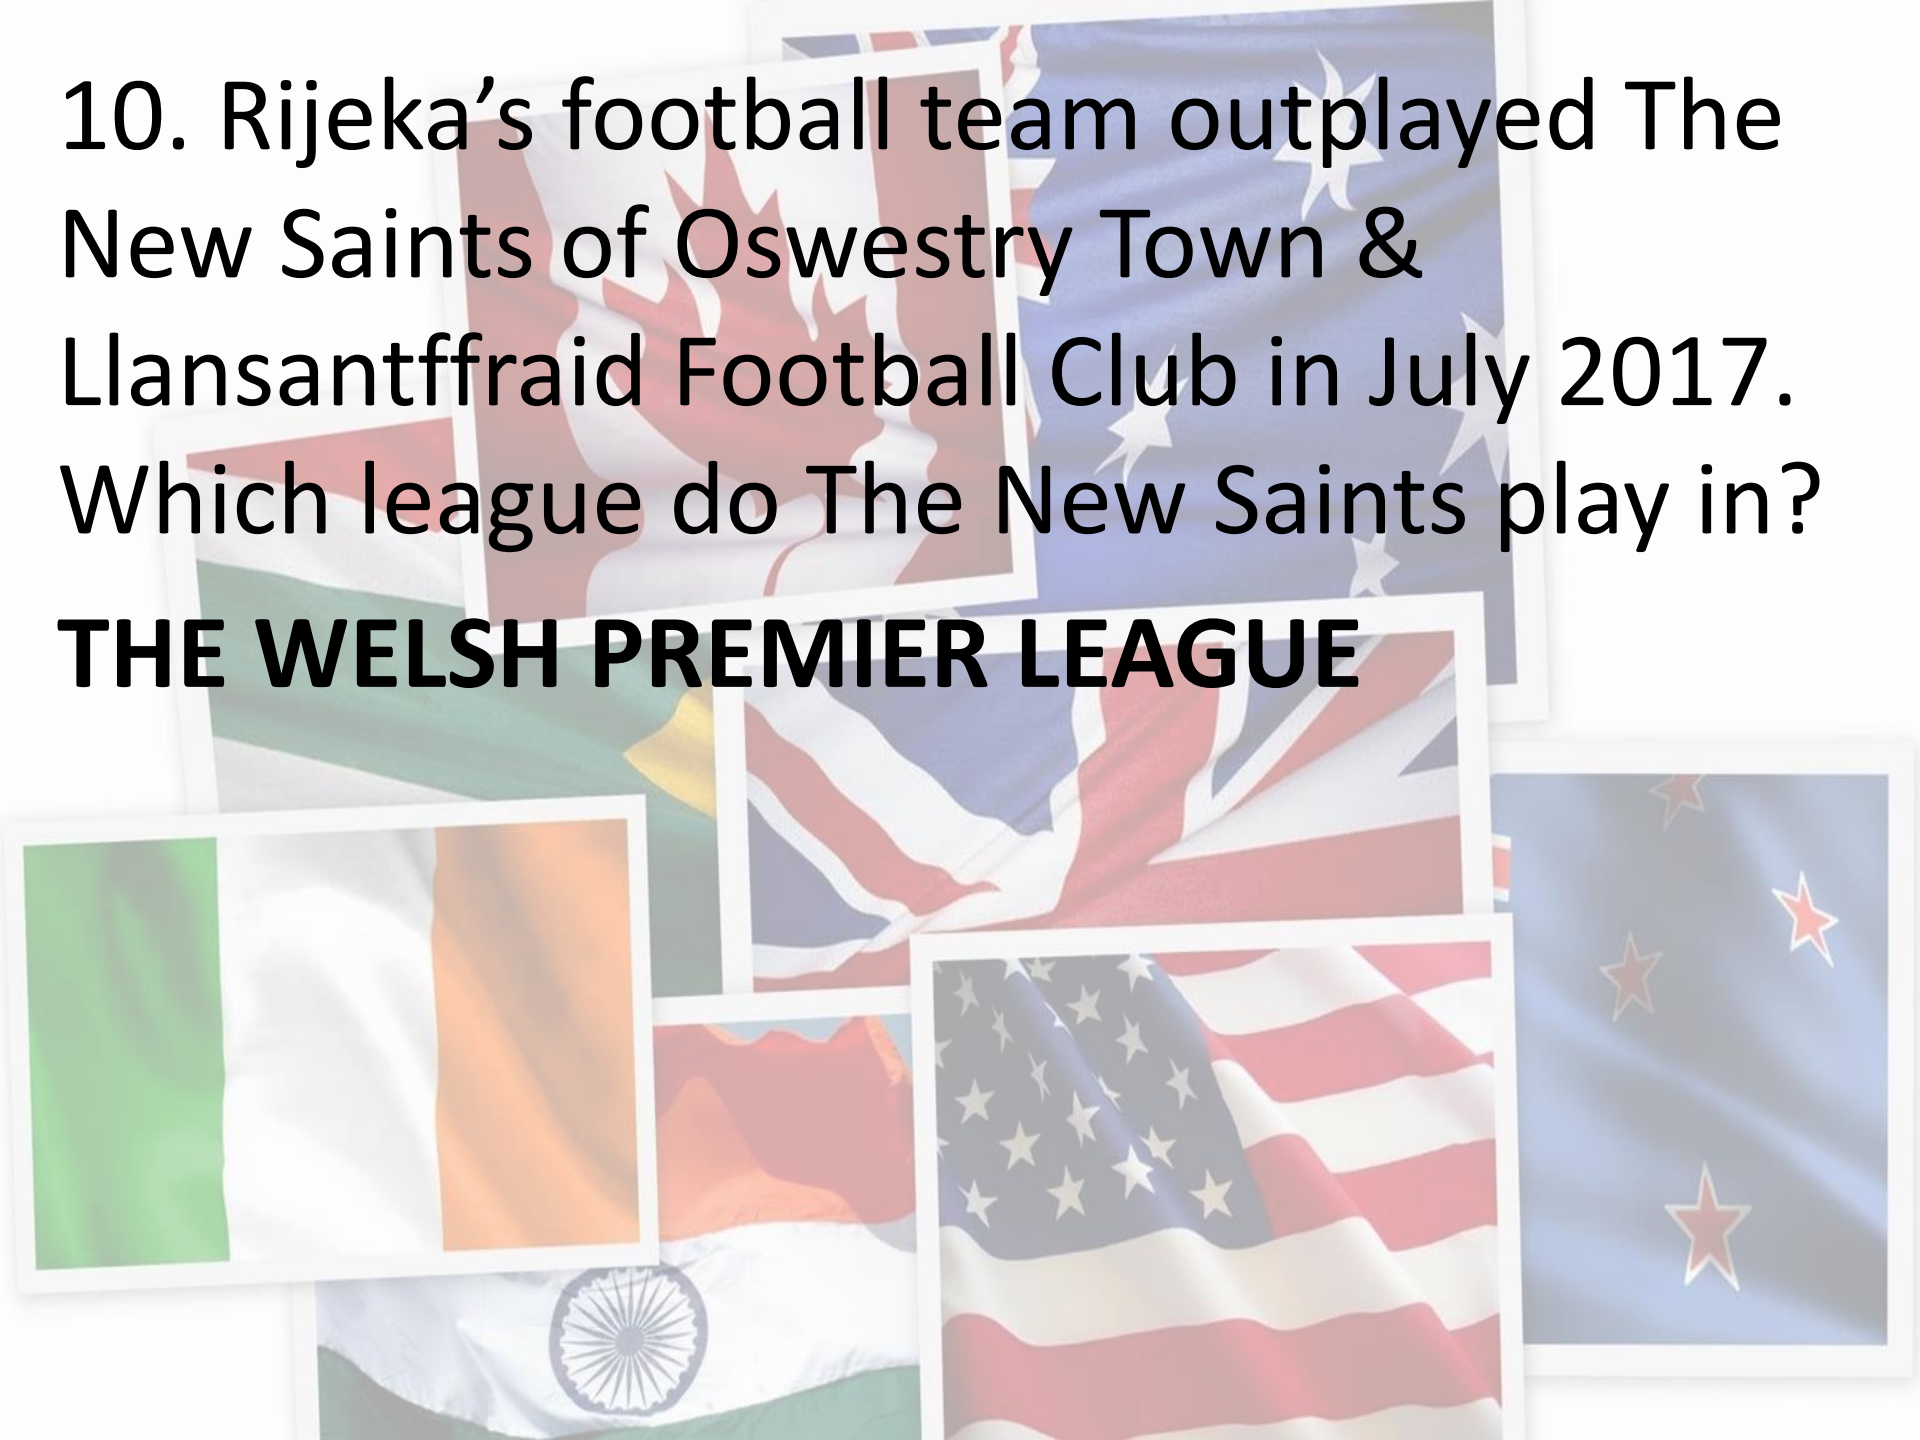 10. Rijeka’s football team outplayed The
New Saints of Oswestry Town &
Llansantffraid Football Club in July 2017.
Which league do The New Saints play in?
THE WELSH PREMIER LEAGUE